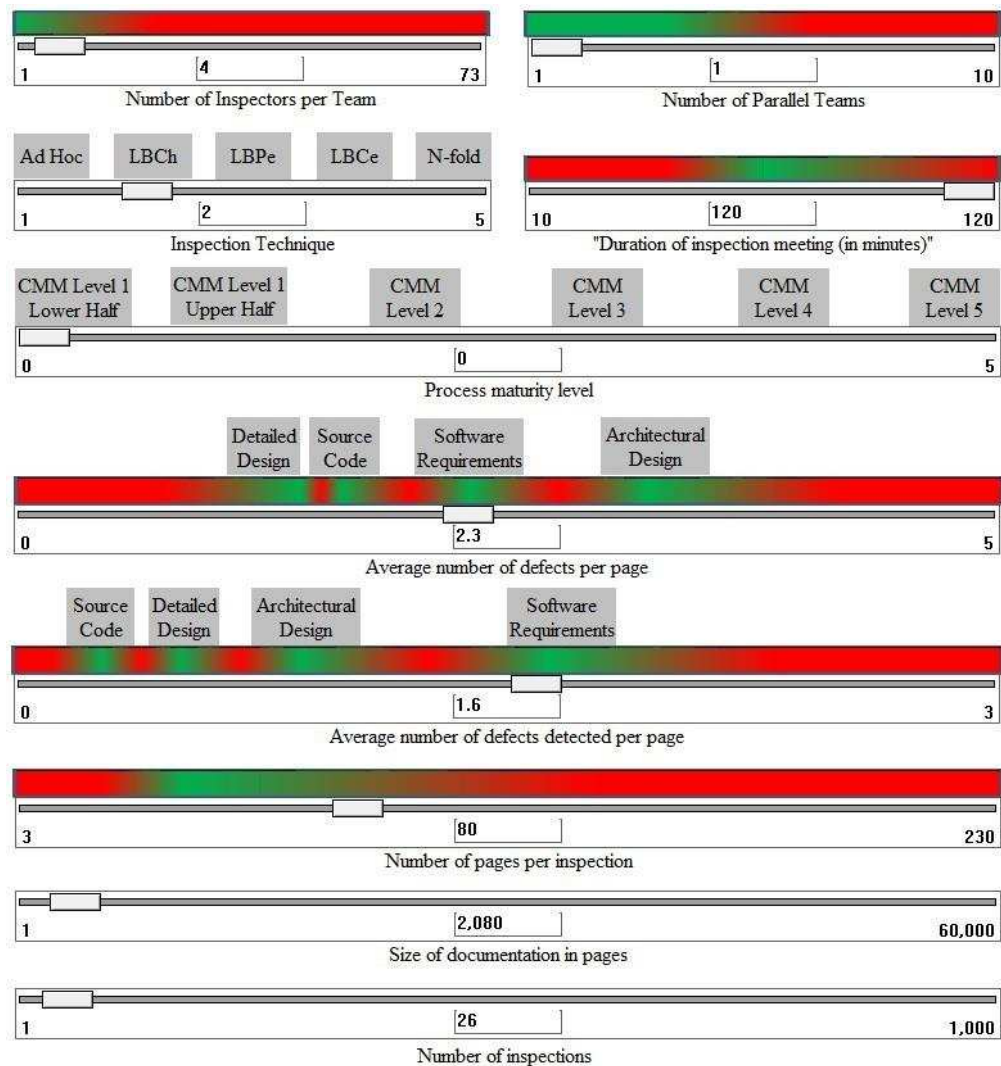 4
1
73
Number of Inspectors per Team
1
1
10
Number of Parallel Teams
Ad Hoc
LBCh
LBPe
LBCe
N-fold
2
1
5
Inspection Technique
120
10
120
"Duration of inspection meeting (in minutes)"
CMM Level 1
Lower Half
CMM Level 1
Upper Half
CMM
Level 2
CMM
Level 3
CMM
Level 4
CMM
Level 5
0
0
5
Process maturity level
Detailed
Design
Source
Code
Software
Requirements
Architectural
Design
2.3
0
5
Average number of defects per page
Source
Code
Detailed
Design
Architectural
Design
Software
Requirements
1.6
0
3
Average number of defects detected per page
80
3
230
Number of pages per inspection
2,080
1
60,000
Size of documentation in pages
26
1
1,000
Number of inspections